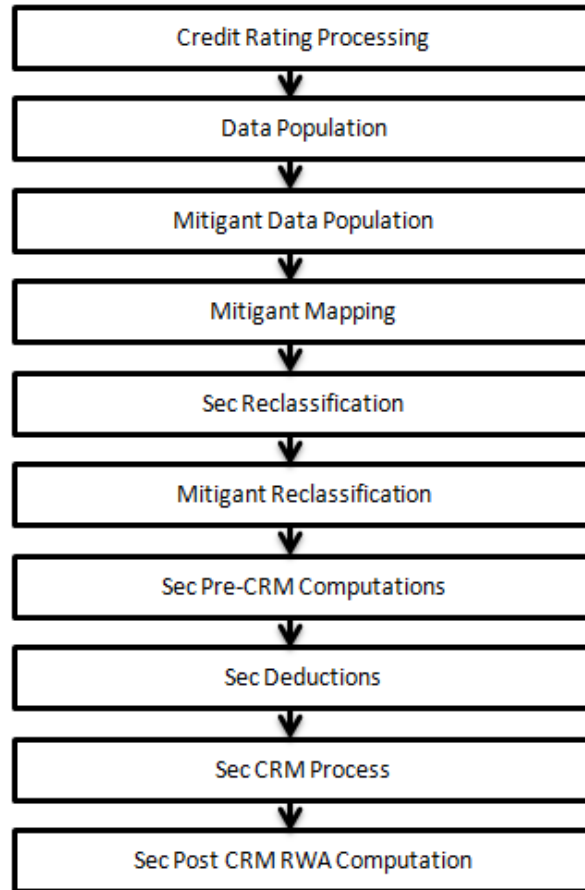 Credit Rating Processing
Data Population
Mitigant Data Population
Mitigant Mapping
Sec Reclassification
Mitigant Reclassification
Sec Pre-CRM Computations
Sec Deductions
Sec CRM Process
Sec Post CRM RWA Computation